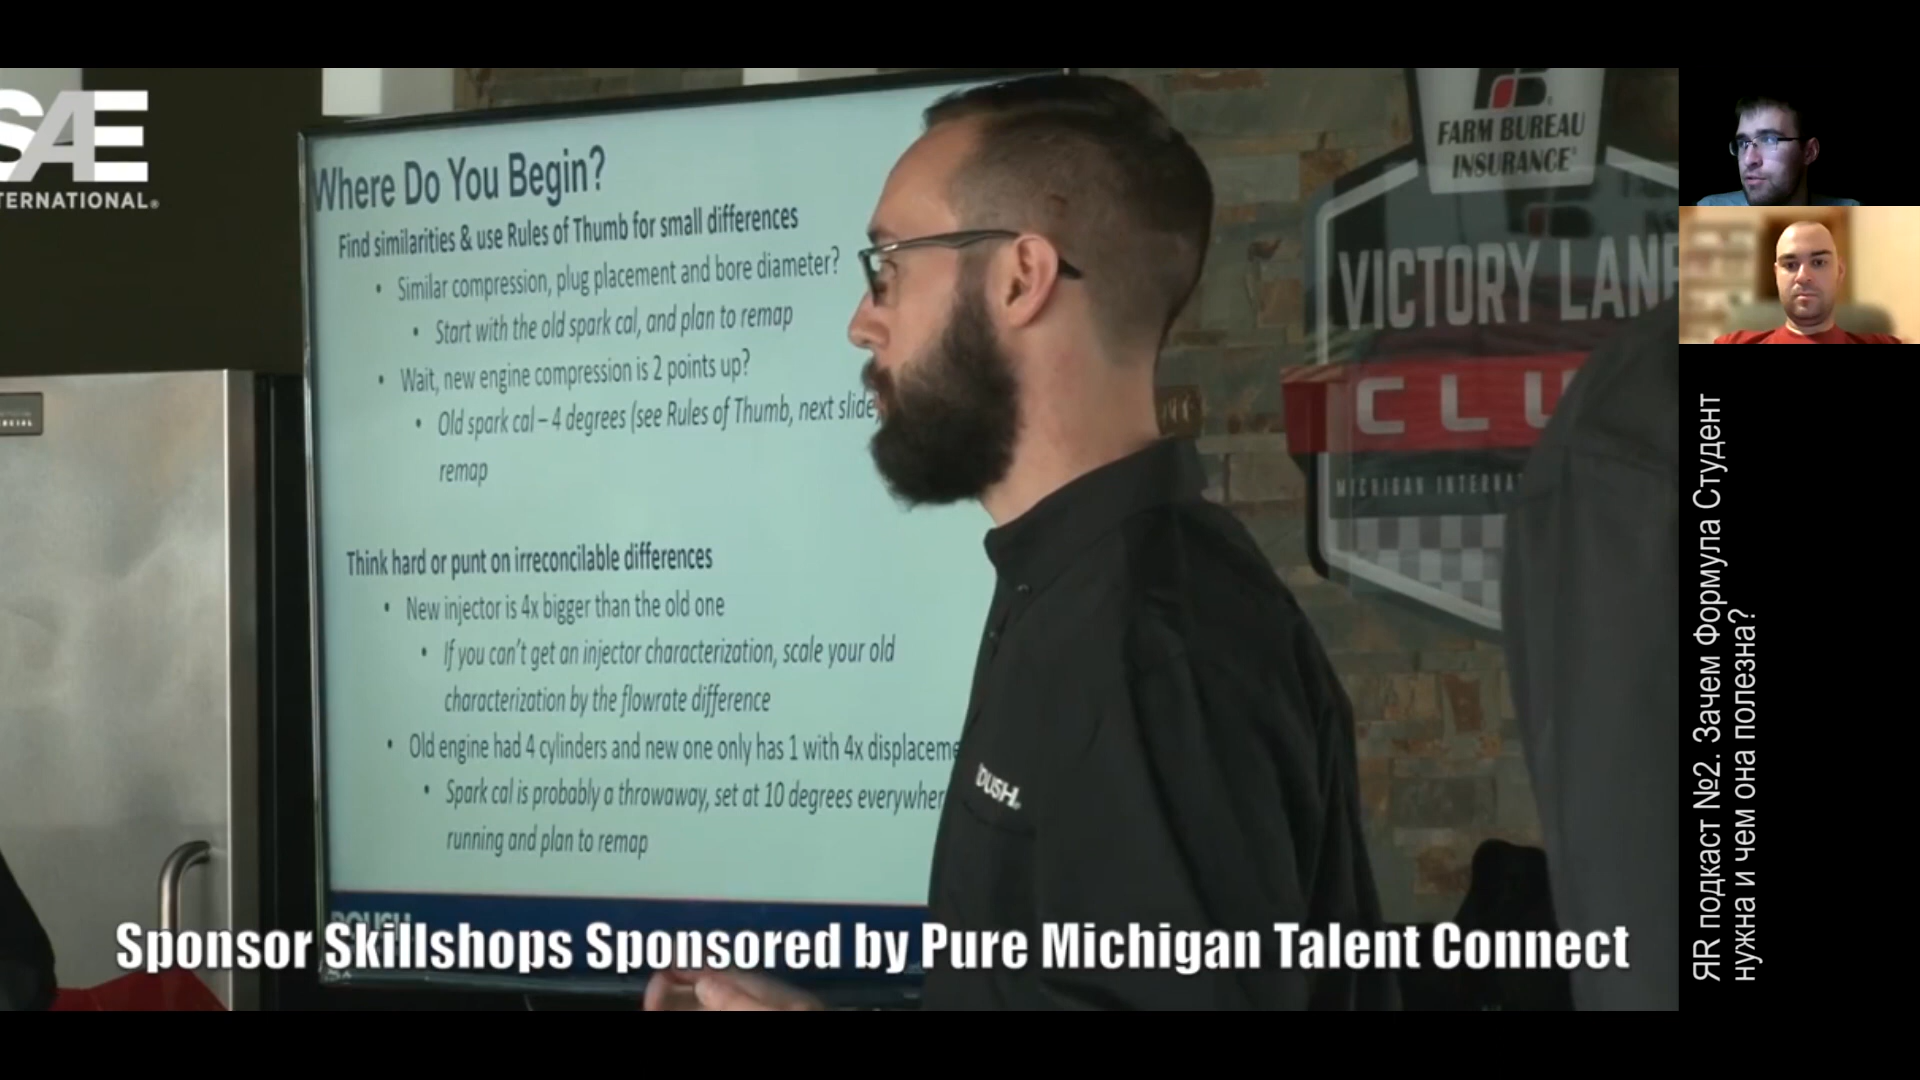 SAE
INTERNATIONAL®
Where Do You Begin?
Find similarities & use Rules of Thumb for small differences
• Similar compression, plug placement and bore diameter?
• Start with the old spark cal, and plan to remap
• Wait, new engine compression is 2 points up?
• Old spark cal – 4 degrees (see Rules of Thumb, next slide)
remap
Think hard or punt on irreconcilable differences
• New injector is 4x bigger than the old one
• If you can't get an injector characterization, scale your old
characterization by the flowrate difference
• Old engine had 4 cylinders and new one only has 1 with 4x displaceme
• Spark cal is probably a throwaway, set at 10 degrees everywher
running and plan to remap
ROUSH
FARM BUREAU
INSURANCE®
VICTORY LANE
CLU
MICHIGAN INTERNA
OUSH
Sponsor Skillshops Sponsored by Pure Michigan Talent Connect
ЯR подкаст №2. Зачем Формула Студент
нужна и чем она полезна?